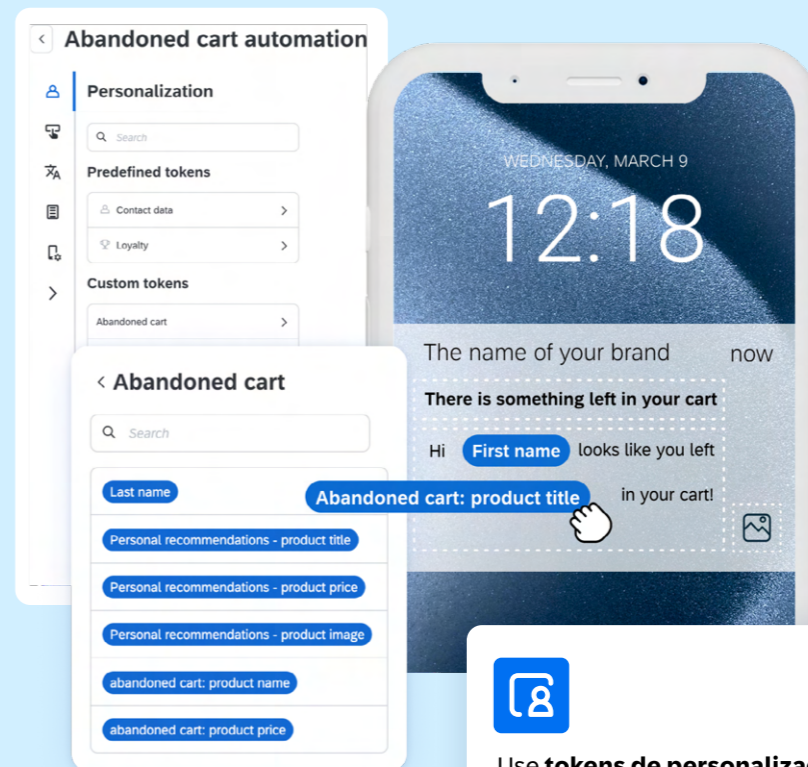 Abandoned cart automation
Personalization
Search
Predefined tokens
Contact data
Loyalty
Custom tokens
Abandoned cart
Abandoned cart
Search
Last name
Personal recommendations - product title
Personal recommendations - product price
Personal recommendations - product image
abandoned cart: product name
abandoned cart: product price
WEDNESDAY, MARCH 9
12:18
The name of your brand now
There is something left in your cart
Hi First name looks like you left
Abandoned cart: product title in your cart!
Use tokens de